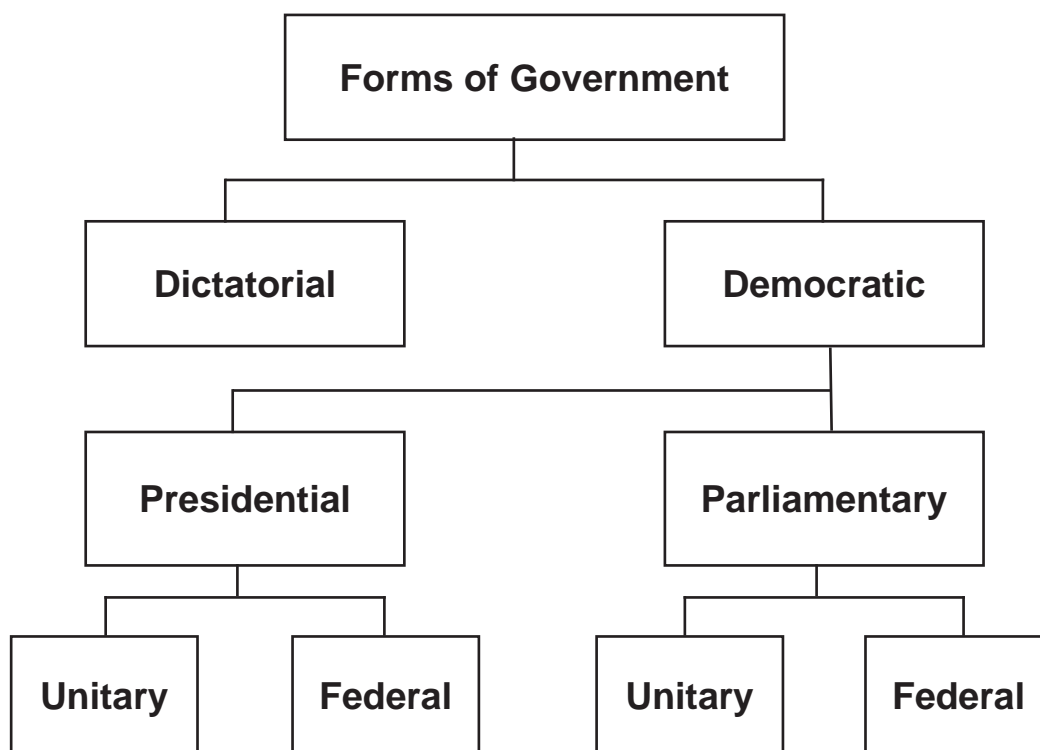 Forms of Government
Dictatorial
Democratic
Presidential
Parliamentary
Unitary
Federal
Unitary
Federal